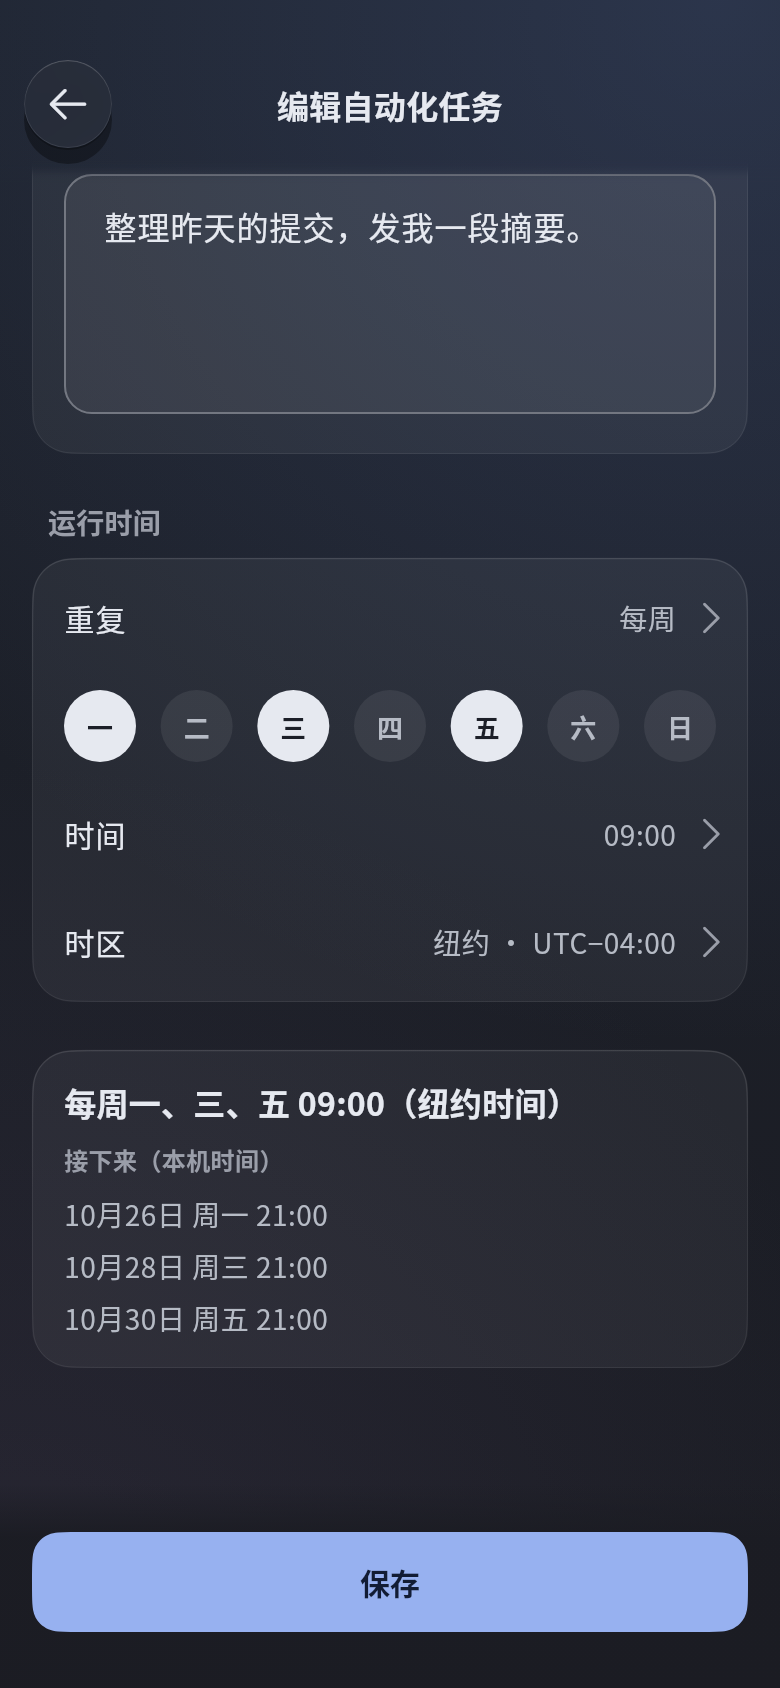 编辑自动化任务
整理昨天的提交，发我一段摘要。
运行时间
重复 每周
一 二 三 四 五 六 日
时间 09:00
时区 纽约 · UTC−04:00
每周一、三、五 09:00（纽约时间）
接下来（本机时间）
10月26日 周一 21:00
10月28日 周三 21:00
10月30日 周五 21:00
保存